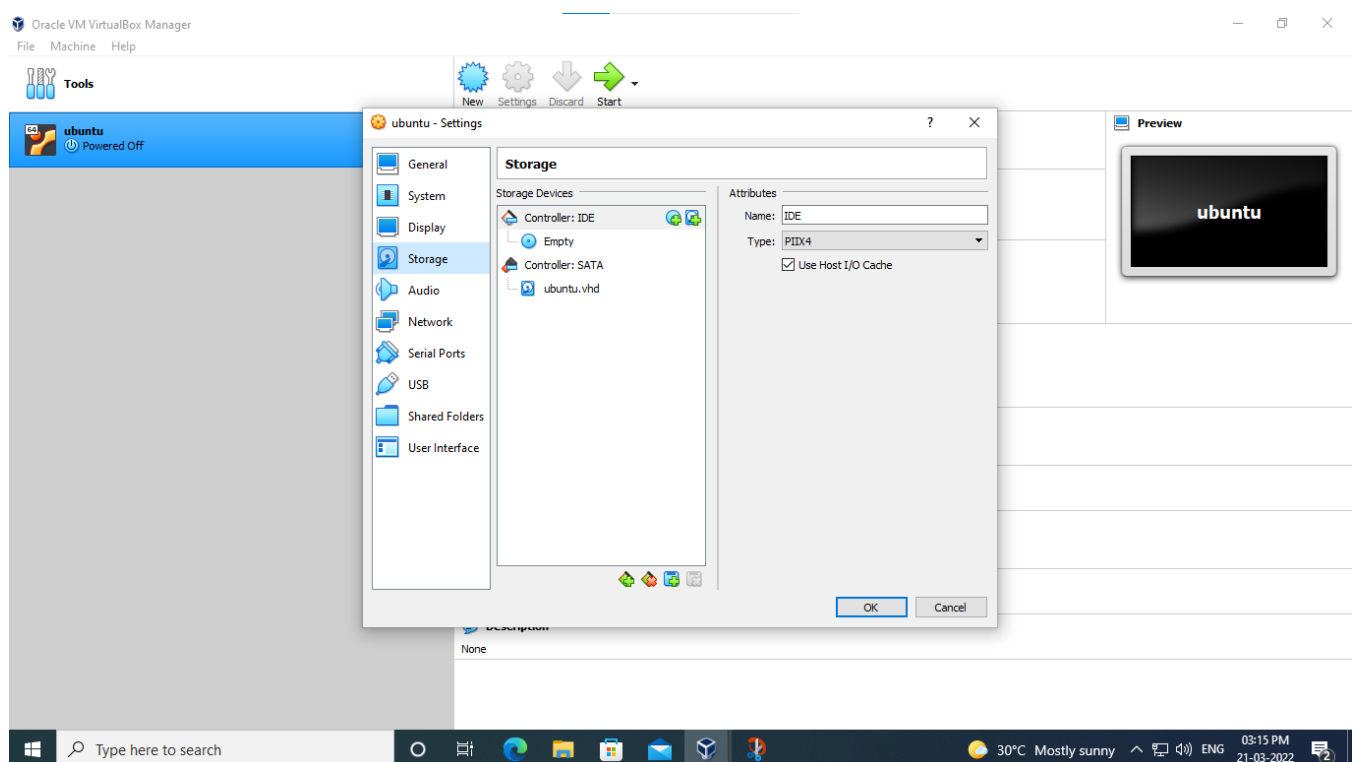 Oracle VM VirtualBox Manager
File Machine Help
Tools
New Settings Discard Start
64
ubuntu
Powered Off
ubuntu - Settings
?
Preview
ubuntu
General
System
Display
Storage
Audio
Network
Serial Ports
USB
Shared Folders
User Interface
Storage
Storage Devices
Controller: IDE
Empty
Controller: SATA
ubuntu.vhd
Attributes
Name: IDE
Type: PIIX4
Use Host I/O Cache
OK Cancel
Description
None
Type here to search
30°C Mostly sunny
ENG
03:15 PM
21-03-2022
2